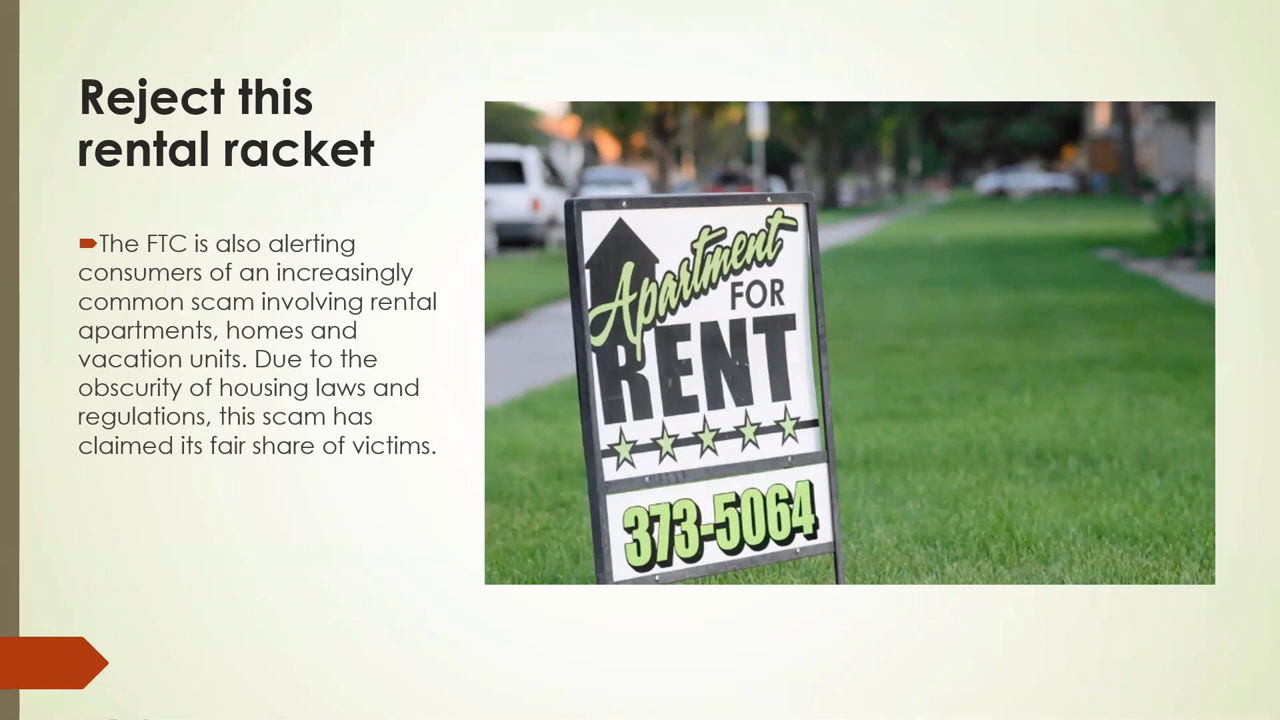 Reject this
rental racket
The FTC is also alerting
consumers of an increasingly
common scam involving rental
apartments, homes and
vacation units. Due to the
obscurity of housing laws and
regulations, this scam has
claimed its fair share of victims.
Apartment
FOR
RENT
373-5064